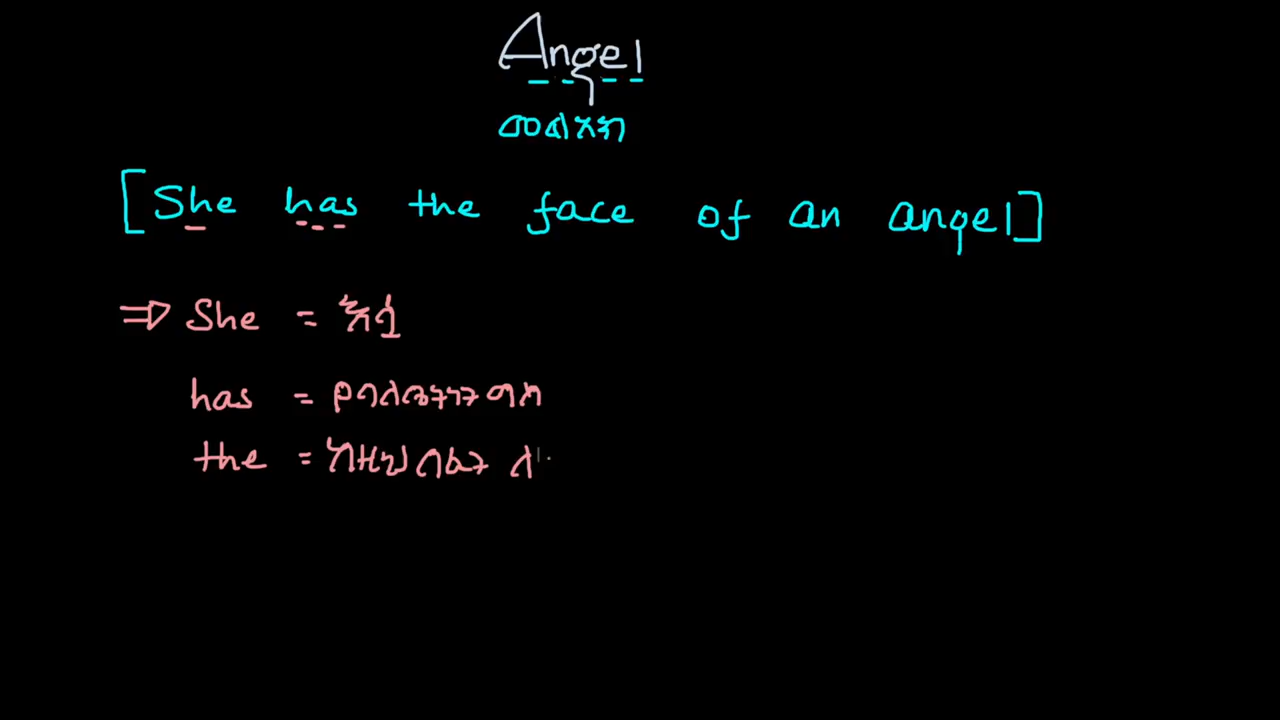 Angel
መልአክ
[She has the face of an angel]
⇒ She = እሷ
has =
the =